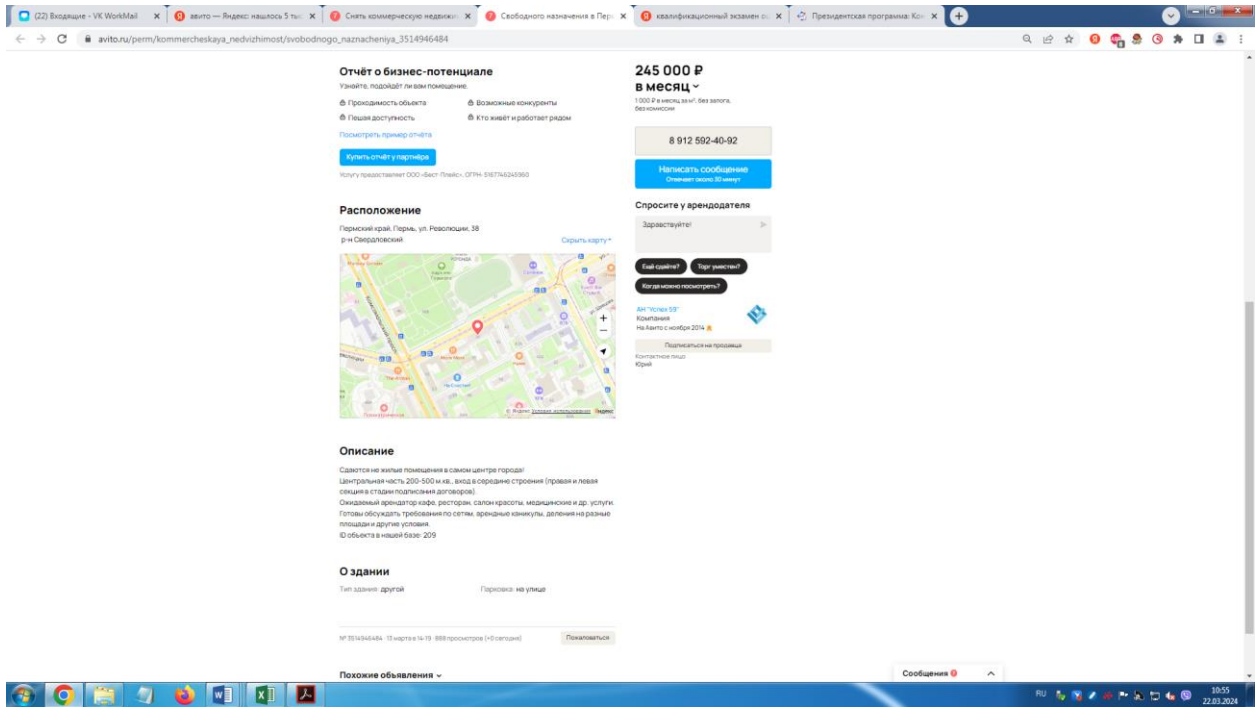 (22) Входящие - VK WorkMail
авито — Яндекс: нашлось 5 тыс
Снять коммерческую недвижи
Свободного назначения в Пер
квалификационный экзамен оц
Президентская программа: Кон
avito.ru/perm/kommercheskaya_nedvizhimost/svobodnogo_naznacheniya_3514946484
Отчёт о бизнес-потенциале
Узнайте, подойдёт ли вам помещение.
Проходимость объекта
Возможные конкуренты
Пешая доступность
Кто живёт и работает рядом
Посмотреть пример отчёта
Купить отчёт у партнёра
Услугу предоставляет ООО «Бест-Плейс», ОГРН-5167746245960
245 000 ₽
в месяц
1 000 ₽ в месяц за м², без залога,
без комиссии
8 912 592-40-92
Написать сообщение
Отвечает около 30 минут
Спросите у арендодателя
Здравствуйте!
Ещё сдаёте?
Торг уместен?
Когда можно посмотреть?
АН "Успех 59"
Компания
На Авито с ноября 2014
Подписаться на продавца
Контактное лицо
Юрий
Расположение
Пермский край, Пермь, ул. Революции, 38
р-н Свердловский
Скрыть карту
Описание
Сдаются не жилые помещения в самом центре города!
Центральная часть 200-500 м.кв., вход в середине строения (правая и левая
секция в стадии подписания договоров).
Ожидаемый арендатор кафе, ресторан, салон красоты, медицинские и др. услуги.
Готовы обсуждать требования по сетям, арендные каникулы, деления на разные
площади и другие условия.
ID объекта в нашей базе: 209
О здании
Тип здания: другой
Парковка: на улице
№ 3514946484 · 13 марта в 14:19 · 888 просмотров (+0 сегодня)
Пожаловаться
Похожие объявления
Сообщения
RU
10:55
22.03.2024